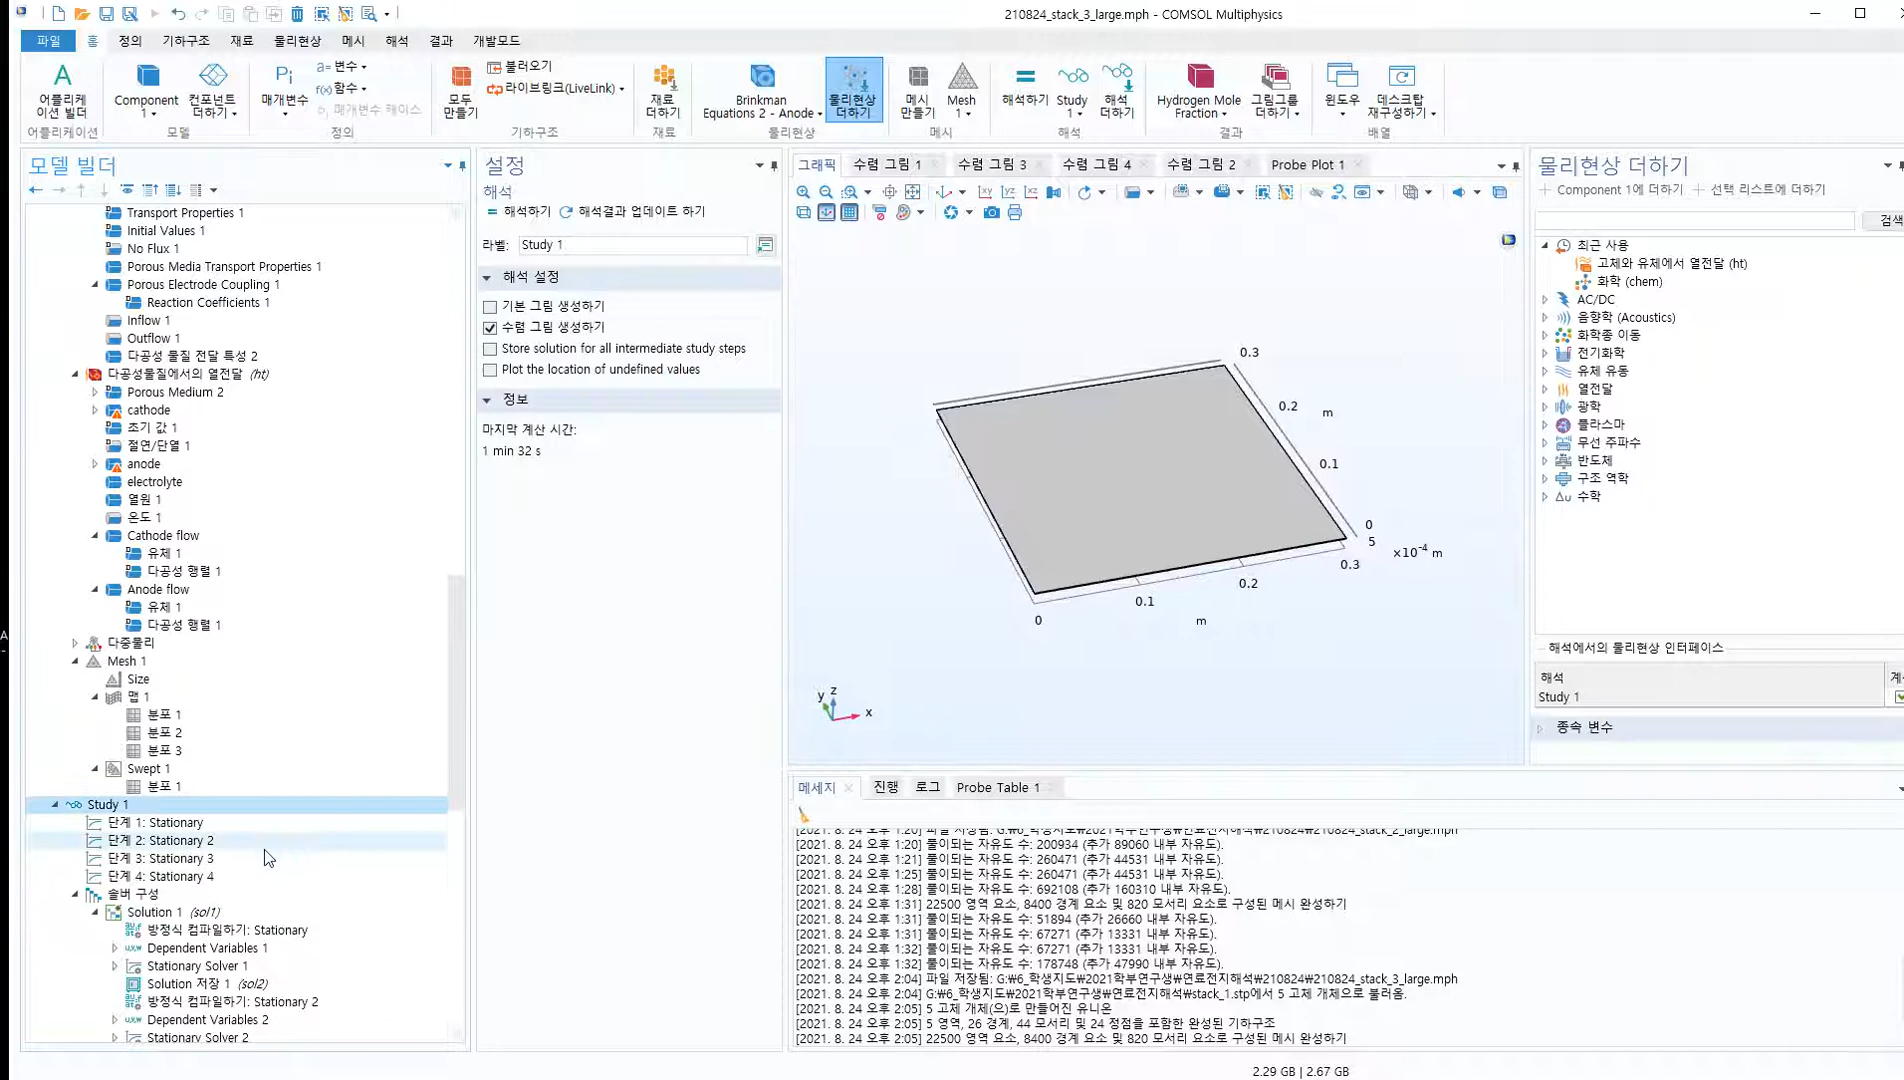 210824_stack_3_large.mph - COMSOL Multiphysics
파일 홈 정의 기하구조 재료 물리현상 메시 해석 결과 개발모드
어플리케
이션 빌더
어플리케이션
Component
1
컨포넌트
더하기
모델
Pi
매개변수
a= 변수
f(x) 함수
매개변수 케이스
정의
모두
만들기
불러오기
라이브링크(LiveLink)
기하구조
재료
더하기
재료
Brinkman
Equations 2 - Anode
물리현상
더하기
물리현상
메시
만들기
Mesh
1
메시
해석하기
Study
1
해석
더하기
해석
Hydrogen Mole
Fraction
그림그룹
더하기
결과
윈도우
데스크탑
재구성하기
배열
모델 빌더
Transport Properties 1
Initial Values 1
No Flux 1
Porous Media Transport Properties 1
Porous Electrode Coupling 1
Reaction Coefficients 1
Inflow 1
Outflow 1
다공성 물질 전달 특성 2
다공성물질에서의 열전달 (ht)
Porous Medium 2
cathode
초기 값 1
절연/단열 1
anode
electrolyte
열원 1
온도 1
Cathode flow
유체 1
다공성 행렬 1
Anode flow
유체 1
다공성 행렬 1
다중물리
Mesh 1
Size
맵 1
분포 1
분포 2
분포 3
Swept 1
분포 1
Study 1
단계 1: Stationary
단계 2: Stationary 2
단계 3: Stationary 3
단계 4: Stationary 4
솔버 구성
Solution 1 (sol1)
방정식 컴파일하기: Stationary
Dependent Variables 1
Stationary Solver 1
Solution 저장 1 (sol2)
방정식 컴파일하기: Stationary 2
Dependent Variables 2
Stationary Solver 2
설정
해석
= 해석하기 해석결과 업데이트 하기
라벨: Study 1
해석 설정
기본 그림 생성하기
수렴 그림 생성하기
Store solution for all intermediate study steps
Plot the location of undefined values
정보
마지막 계산 시간:
1 min 32 s
그래픽 수렴 그림 1 수렴 그림 3 수렴 그림 4 수렴 그림 2 Probe Plot 1
0.3
0.2
m
0.1
0
5
×10⁻⁴ m
0.3
0.2
0.1
0
m
y z
x
메세지 진행 로그 Probe Table 1
[2021. 8. 24 오후 1:20] 파일 저장됨: G:₩6_학생지도₩2021학부연구생₩연료전지해석₩210824₩210824_stack_2_large.mph
[2021. 8. 24 오후 1:20] 풀이되는 자유도 수: 200934 (추가 89060 내부 자유도).
[2021. 8. 24 오후 1:21] 풀이되는 자유도 수: 260471 (추가 44531 내부 자유도).
[2021. 8. 24 오후 1:25] 풀이되는 자유도 수: 260471 (추가 44531 내부 자유도).
[2021. 8. 24 오후 1:28] 풀이되는 자유도 수: 692108 (추가 160310 내부 자유도).
[2021. 8. 24 오후 1:31] 22500 영역 요소, 8400 경계 요소 및 820 모서리 요소로 구성된 메시 완성하기
[2021. 8. 24 오후 1:31] 풀이되는 자유도 수: 51894 (추가 26660 내부 자유도).
[2021. 8. 24 오후 1:31] 풀이되는 자유도 수: 67271 (추가 13331 내부 자유도).
[2021. 8. 24 오후 1:32] 풀이되는 자유도 수: 67271 (추가 13331 내부 자유도).
[2021. 8. 24 오후 1:32] 풀이되는 자유도 수: 178748 (추가 47990 내부 자유도).
[2021. 8. 24 오후 2:04] 파일 저장됨: G:₩6_학생지도₩2021학부연구생₩연료전지해석₩210824₩210824_stack_3_large.mph
[2021. 8. 24 오후 2:04] G:₩6_학생지도₩2021학부연구생₩연료전지해석₩stack_1.stp에서 5 고체 개체으로 불러옴.
[2021. 8. 24 오후 2:05] 5 고체 개체(으)로 만들어진 유니온
[2021. 8. 24 오후 2:05] 5 영역, 26 경계, 44 모서리 및 24 정점을 포함한 완성된 기하구조
[2021. 8. 24 오후 2:05] 22500 영역 요소, 8400 경계 요소 및 820 모서리 요소로 구성된 메시 완성하기
물리현상 더하기
Component 1에 더하기 선택 리스트에 더하기
검색
최근 사용
고체와 유체에서 열전달 (ht)
화학 (chem)
AC/DC
음향학 (Acoustics)
화학종 이동
전기화학
유체 유동
열전달
광학
플라스마
무선 주파수
반도체
구조 역학
Δu 수학
해석에서의 물리현상 인터페이스
해석
Study 1
종속 변수
2.29 GB | 2.67 GB